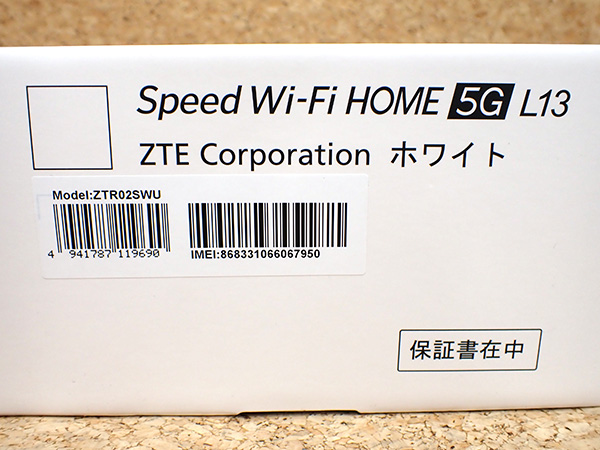 Speed Wi-Fi HOME 5G L13
ZTE Corporation ホワイト
Model:ZTR02SWU
4 941787 119690
IMEI:868331066067950
保証書在中